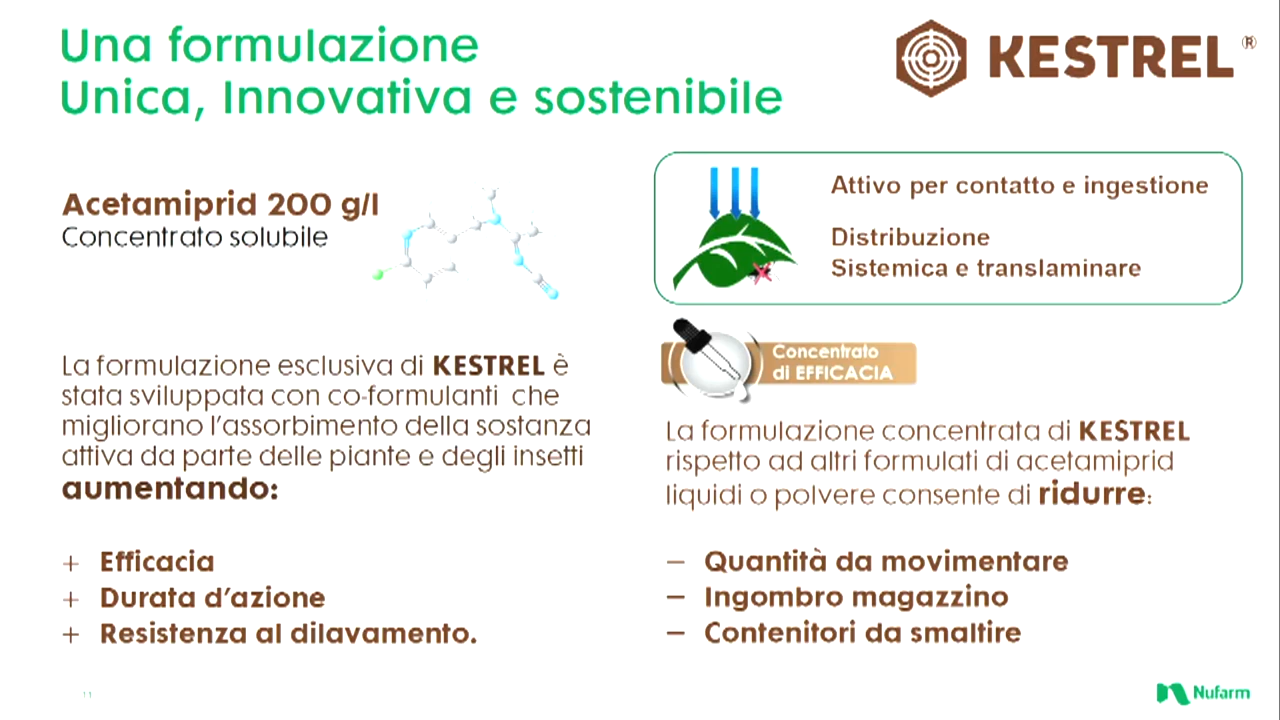 Una formulazione
Unica, Innovativa e sostenibile
KESTREL®
Acetamiprid 200 g/l
Concentrato solubile
Attivo per contatto e ingestione
Distribuzione
Sistemica e translaminare
La formulazione esclusiva di KESTREL è
stata sviluppata con co-formulanti che
migliorano l'assorbimento della sostanza
attiva da parte delle piante e degli insetti
aumentando:
+ Efficacia
+ Durata d'azione
+ Resistenza al dilavamento.
Concentrato
di EFFICACIA
La formulazione concentrata di KESTREL
rispetto ad altri formulati di acetamiprid
liquidi o polvere consente di ridurre:
– Quantità da movimentare
– Ingombro magazzino
– Contenitori da smaltire
11
Nufarm